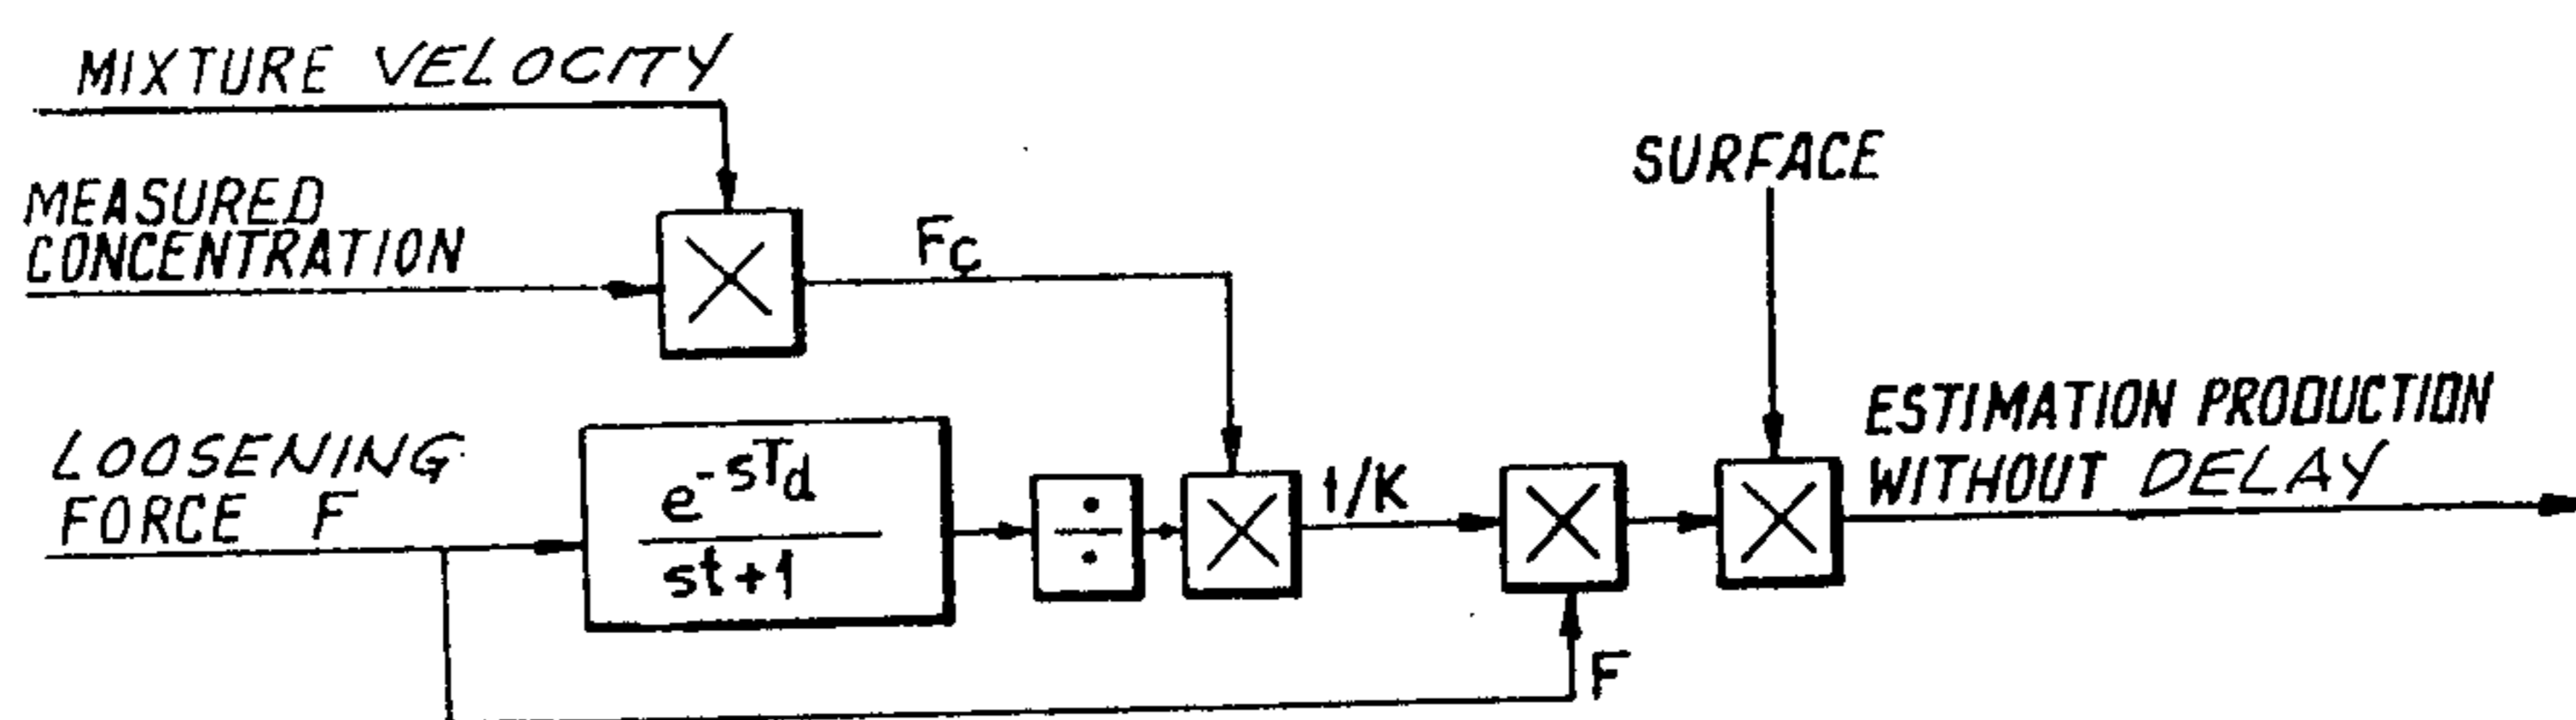 MIXTURE VELOCITY
MEASURED
CONCENTRATION
Fc
SURFACE
LOOSENING
FORCE F
e^-sTd
st+1
÷
1/K
F
ESTIMATION PRODUCTION
WITHOUT DELAY